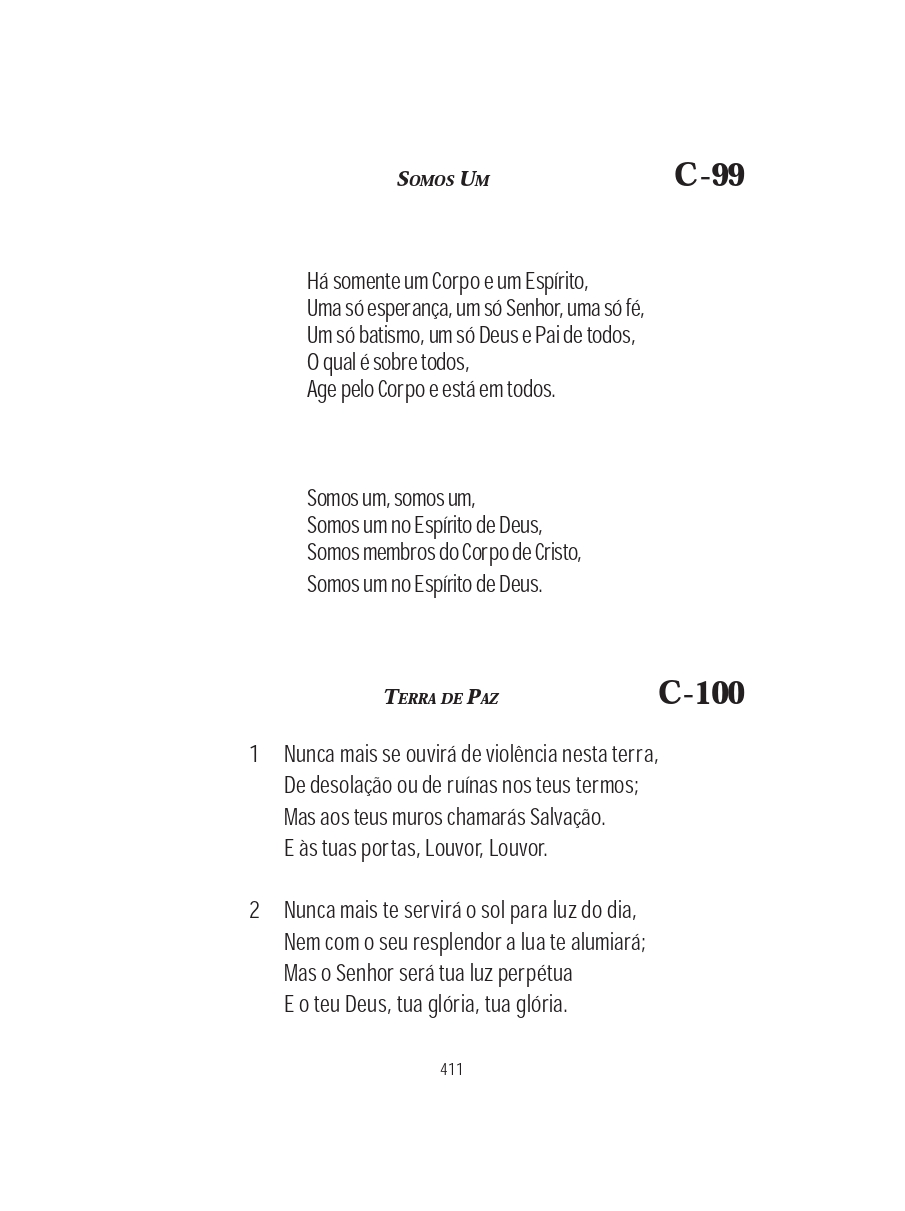 Somos Um
C-99
Há somente um Corpo e um Espírito,
Uma só esperança, um só Senhor, uma só fé,
Um só batismo, um só Deus e Pai de todos,
O qual é sobre todos,
Age pelo Corpo e está em todos.
Somos um, somos um,
Somos um no Espírito de Deus,
Somos membros do Corpo de Cristo,
Somos um no Espírito de Deus.
Terra de Paz
C-100
1 Nunca mais se ouvirá de violência nesta terra,
De desolação ou de ruínas nos teus termos;
Mas aos teus muros chamarás Salvação.
E às tuas portas, Louvor, Louvor.
2 Nunca mais te servirá o sol para luz do dia,
Nem com o seu resplendor a lua te alumiará;
Mas o Senhor será tua luz perpétua
E o teu Deus, tua glória, tua glória.
411